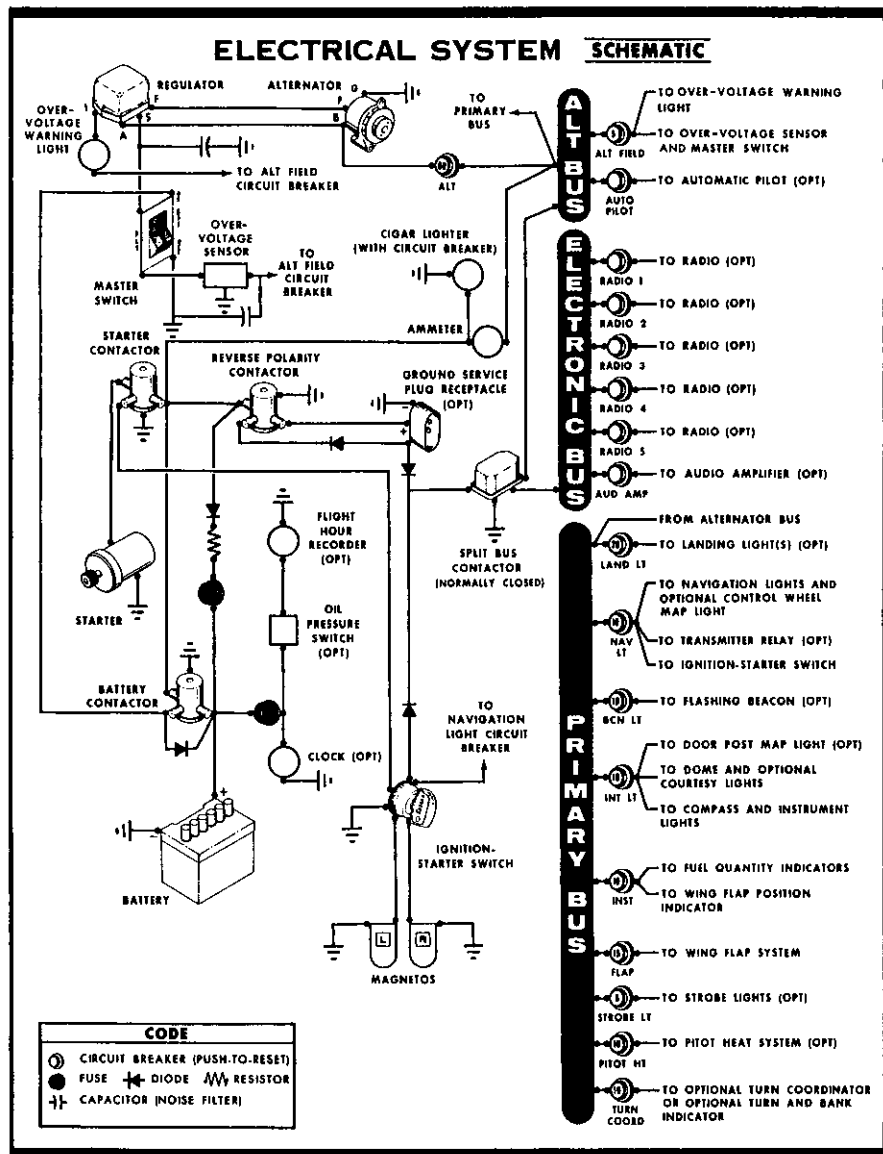 ELECTRICAL SYSTEM SCHEMATIC
REGULATOR
ALTERNATOR
G
F
S
A
F
B
OVER-
VOLTAGE
WARNING
LIGHT
TO ALT FIELD
CIRCUIT BREAKER
ALT
TO
PRIMARY
BUS
OVER-
VOLTAGE
SENSOR
MASTER
SWITCH
TO
ALT FIELD
CIRCUIT
BREAKER
CIGAR LIGHTER
(WITH CIRCUIT BREAKER)
AMMETER
STARTER
CONTACTOR
REVERSE POLARITY
CONTACTOR
GROUND SERVICE
PLUG RECEPTACLE
(OPT)
-
+
SPLIT BUS
CONTACTOR
(NORMALLY CLOSED)
STARTER
FLIGHT
HOUR
RECORDER
(OPT)
OIL
PRESSURE
SWITCH
(OPT)
BATTERY
CONTACTOR
CLOCK (OPT)
TO
NAVIGATION
LIGHT CIRCUIT
BREAKER
IGNITION-
STARTER SWITCH
+
-
BATTERY
L
R
MAGNETOS
ALT BUS
5
ALT FIELD
TO OVER-VOLTAGE WARNING
LIGHT
TO OVER-VOLTAGE SENSOR
AND MASTER SWITCH
AUTO
PILOT
TO AUTOMATIC PILOT (OPT)
ELECTRONIC BUS
RADIO 1
TO RADIO (OPT)
RADIO 2
TO RADIO (OPT)
RADIO 3
TO RADIO (OPT)
RADIO 4
TO RADIO (OPT)
RADIO 5
TO RADIO (OPT)
AUD AMP
TO AUDIO AMPLIFIER (OPT)
PRIMARY BUS
FROM ALTERNATOR BUS
20
LAND LT
TO LANDING LIGHT(S) (OPT)
10
NAV
LT
TO NAVIGATION LIGHTS AND
OPTIONAL CONTROL WHEEL
MAP LIGHT
TO TRANSMITTER RELAY (OPT)
TO IGNITION-STARTER SWITCH
10
BCN LT
TO FLASHING BEACON (OPT)
10
INT LT
TO DOOR POST MAP LIGHT (OPT)
TO DOME AND OPTIONAL
COURTESY LIGHTS
TO COMPASS AND INSTRUMENT
LIGHTS
10
INST
TO FUEL QUANTITY INDICATORS
TO WING FLAP POSITION
INDICATOR
15
FLAP
TO WING FLAP SYSTEM
5
STROBE LT
TO STROBE LIGHTS (OPT)
10
PITOT HT
TO PITOT HEAT SYSTEM (OPT)
10
TURN
COORD
TO OPTIONAL TURN COORDINATOR
OR OPTIONAL TURN AND BANK
INDICATOR
CODE
CIRCUIT BREAKER (PUSH-TO-RESET)
FUSE DIODE RESISTOR
CAPACITOR (NOISE FILTER)